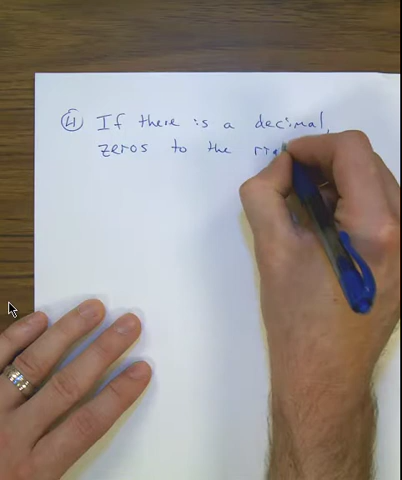 ④ If there is a decimal,
zeros to the